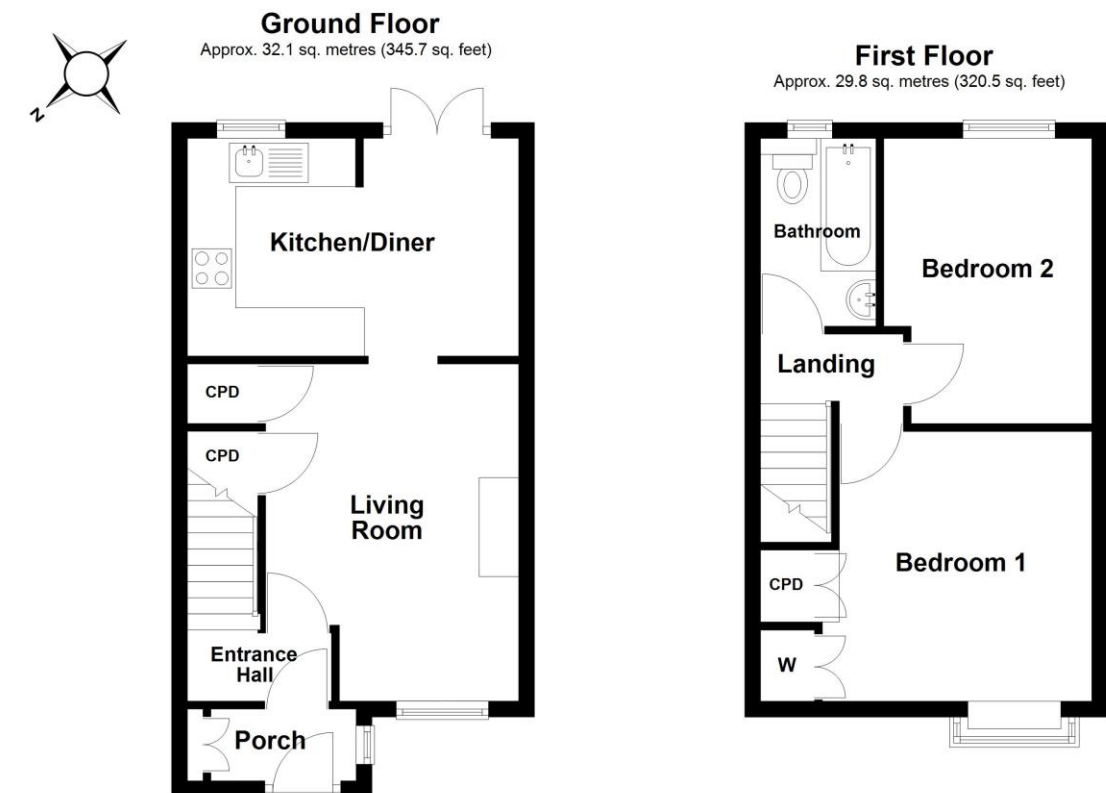 Ground Floor
Approx. 32.1 sq. metres (345.7 sq. feet)
N
Kitchen/Diner
CPD
CPD
Living
Room
Entrance
Hall
Porch
First Floor
Approx. 29.8 sq. metres (320.5 sq. feet)
Bathroom
Bedroom 2
Landing
Bedroom 1
CPD
W